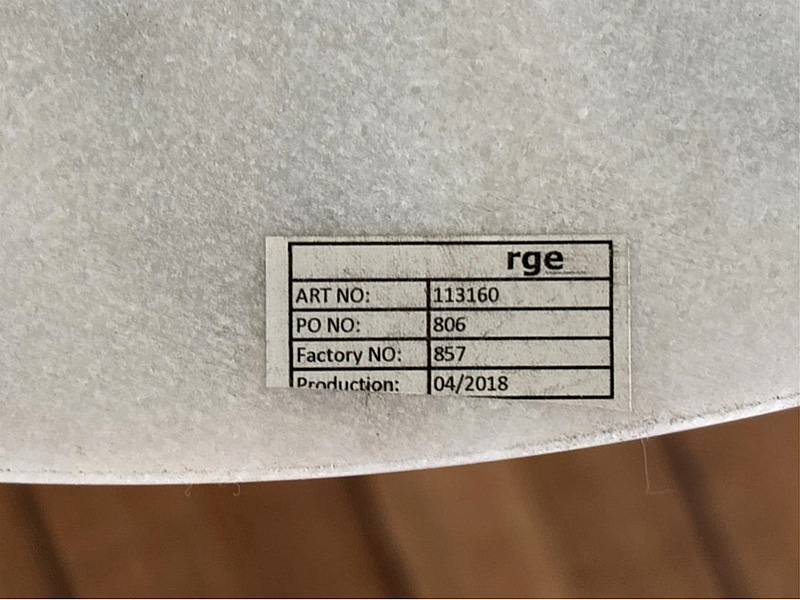 rge
ART NO: 113160
PO NO: 806
Factory NO: 857
Production: 04/2018